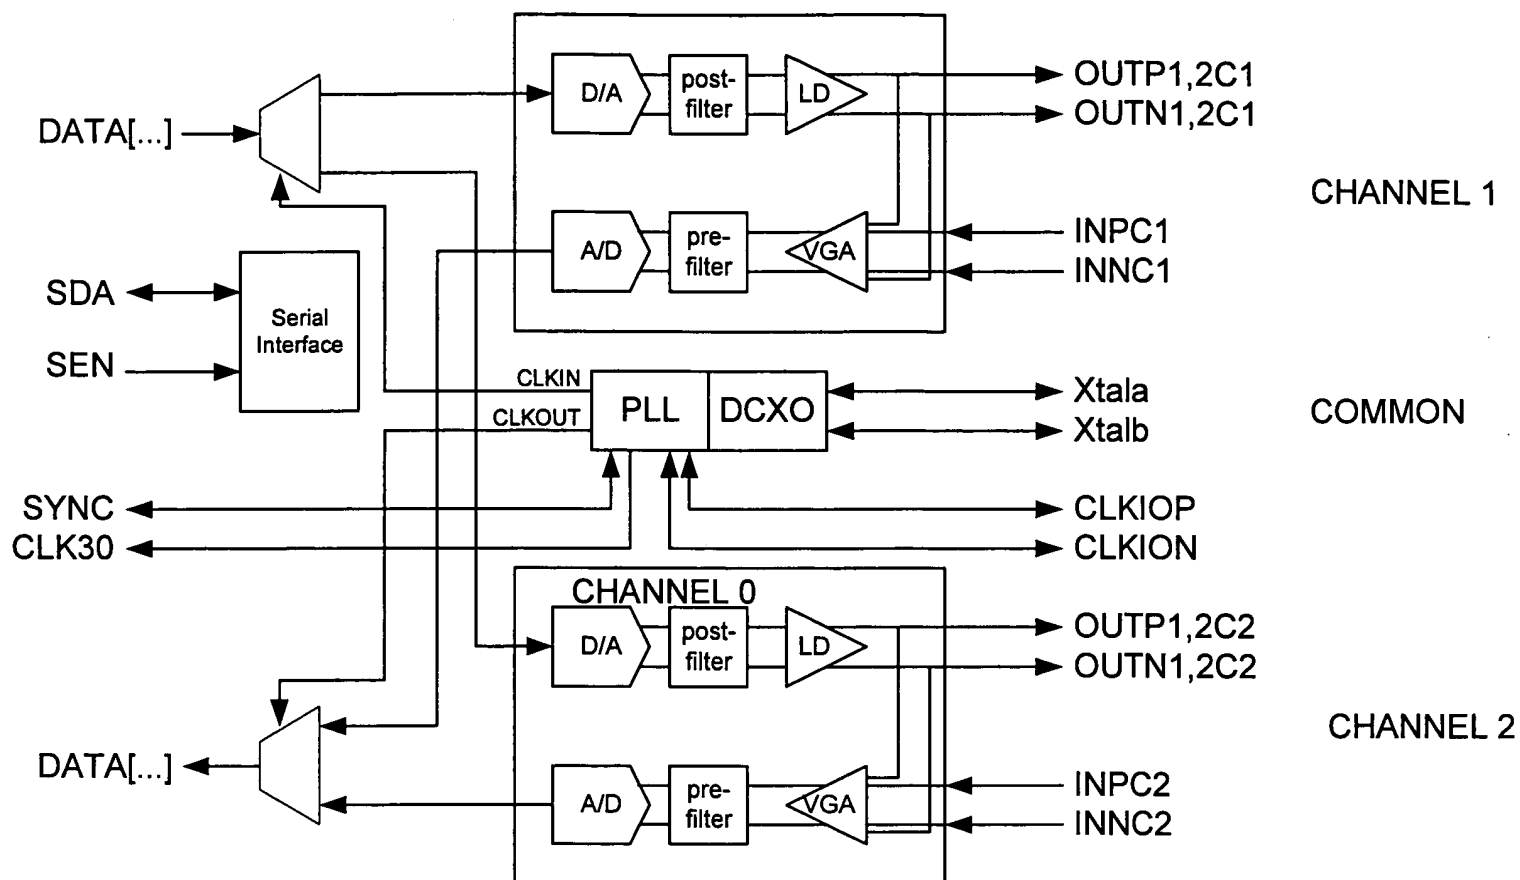 D/A
post-
filter
LD
OUTP1,2C1
OUTN1,2C1
DATA[...]
CHANNEL 1
A/D
pre-
filter
VGA
INPC1
INNC1
SDA
SEN
Serial
Interface
CLKIN
CLKOUT
PLL
DCXO
Xtala
Xtalb
COMMON
SYNC
CLK30
CLKIOP
CLKION
CHANNEL 0
D/A
post-
filter
LD
OUTP1,2C2
OUTN1,2C2
CHANNEL 2
DATA[...]
A/D
pre-
filter
VGA
INPC2
INNC2